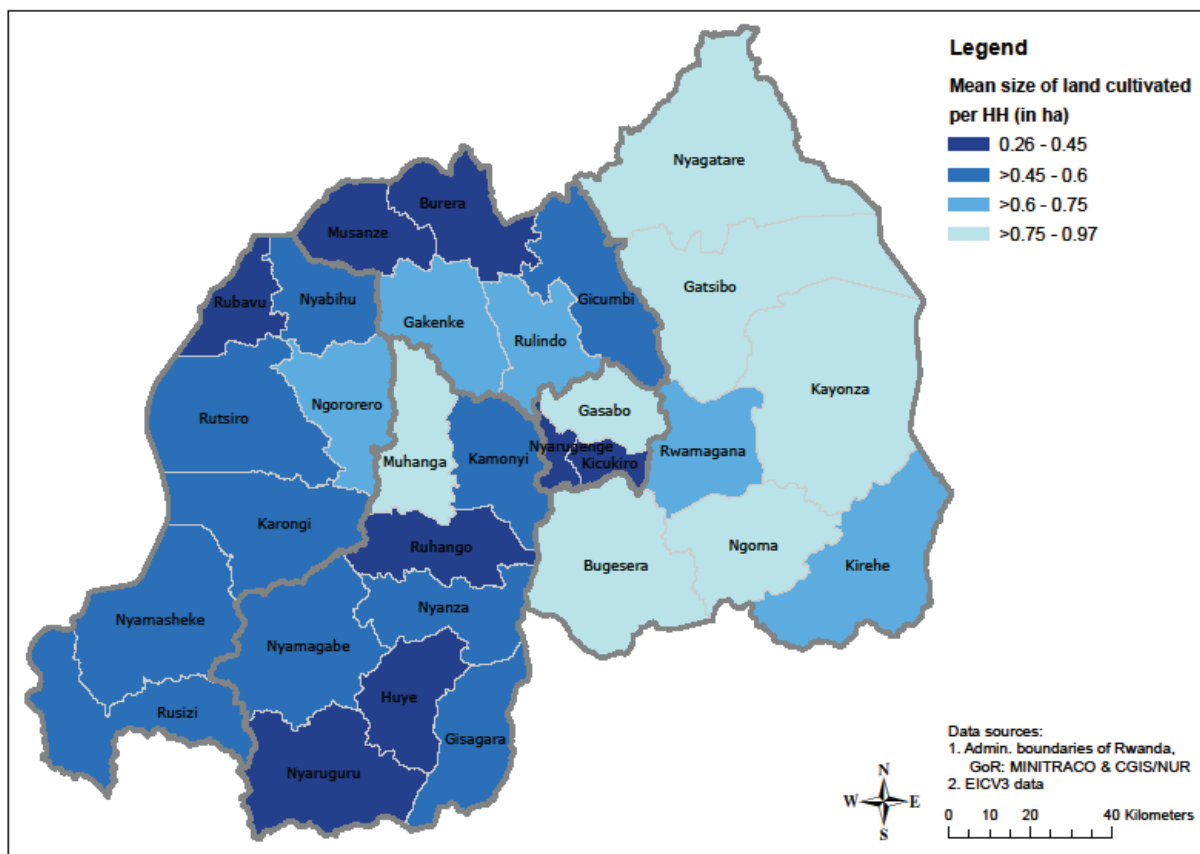 Legend
Mean size of land cultivated
per HH (in ha)
0.26 - 0.45
>0.45 - 0.6
>0.6 - 0.75
>0.75 - 0.97
Nyagatare
Burera
Musanze
Gatsibo
Rubavu
Nyabihu
Gicumbi
Gakenke
Rulindo
Kayonza
Gasabo
Ngororero
Rutsiro
Nyarugenge
Rwamagana
Muhanga
Kamonyi
Kicukiro
Karongi
Ruhango
Ngoma
Bugesera
Kirehe
Nyanza
Nyamasheke
Nyamagabe
Huye
Rusizi
Gisagara
Nyaruguru
Data sources:
1. Admin. boundaries of Rwanda,
GoR: MINITRACO & CGIS/NUR
2. EICV3 data
N
W E
S
0 10 20 40 Kilometers